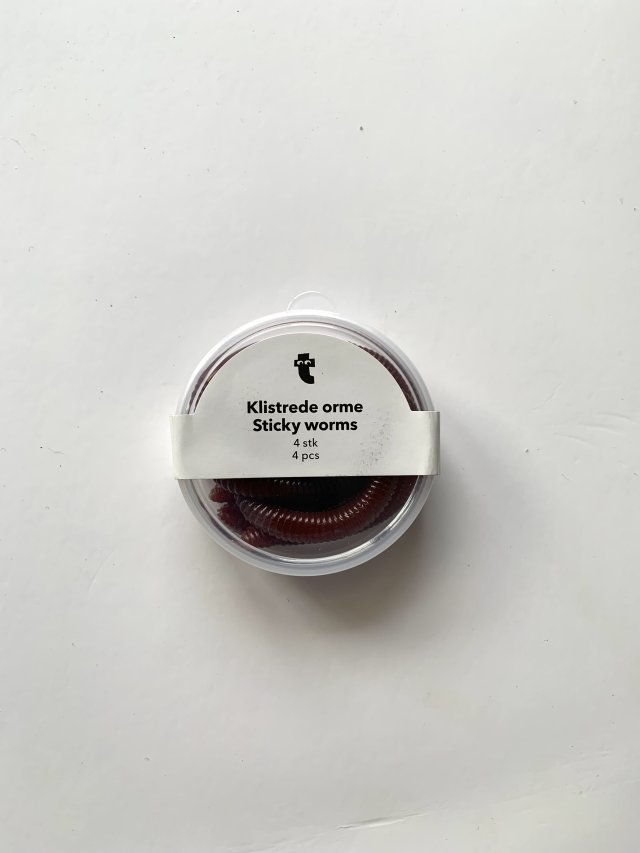 Klistrede orme
Sticky worms
4 stk
4 pcs